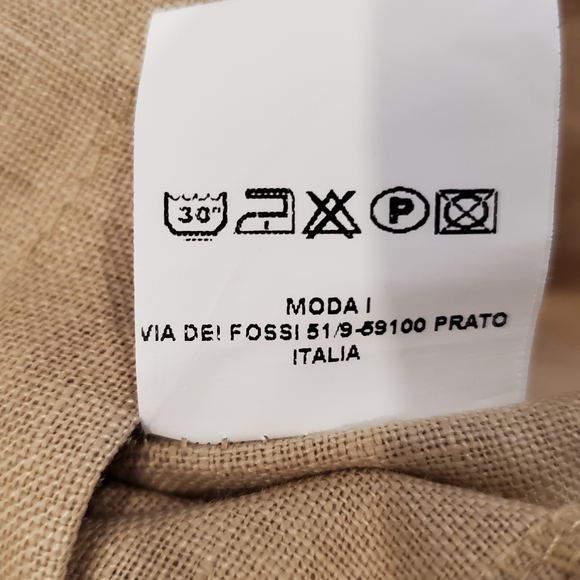 30° P
MODA I
VIA DEI FOSSI 51/9-59100 PRATO
ITALIA